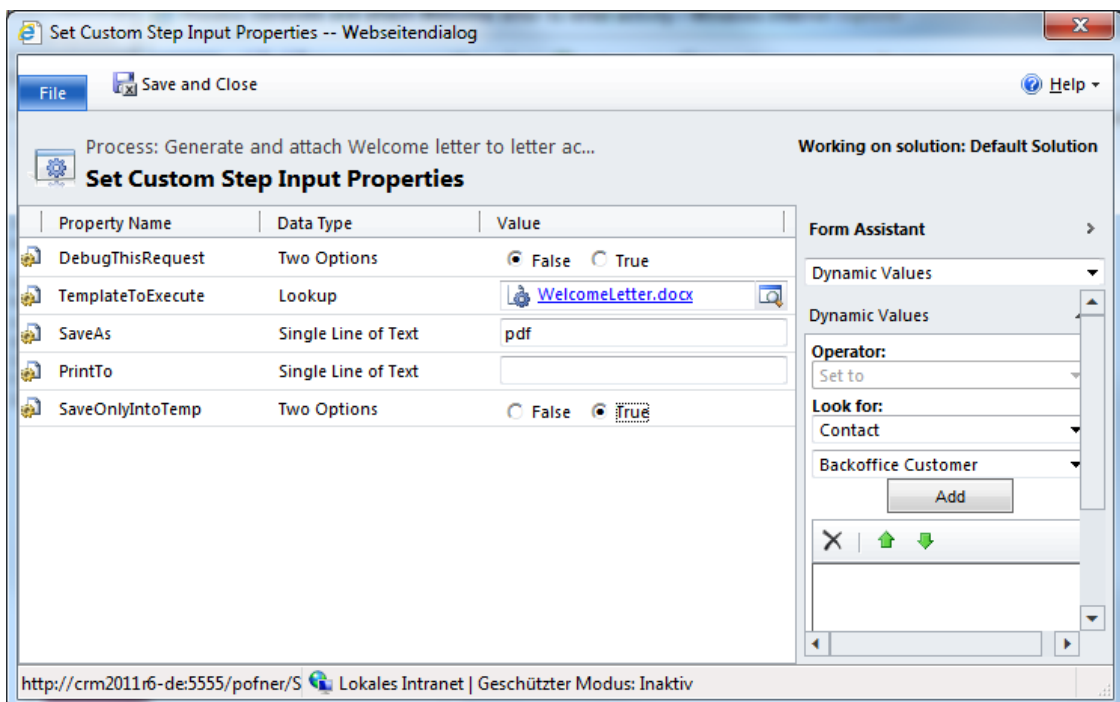 Set Custom Step Input Properties -- Webseitendialog
File
Save and Close
Help
Process: Generate and attach Welcome letter to letter ac...
Working on solution: Default Solution
Set Custom Step Input Properties
Property Name Data Type Value
DebugThisRequest Two Options False True
TemplateToExecute Lookup WelcomeLetter.docx
SaveAs Single Line of Text pdf
PrintTo Single Line of Text
SaveOnlyIntoTemp Two Options False True
Form Assistant
Dynamic Values
Dynamic Values
Operator:
Set to
Look for:
Contact
Backoffice Customer
Add
http://crm2011r6-de:5555/pofner/S Lokales Intranet | Geschützter Modus: Inaktiv